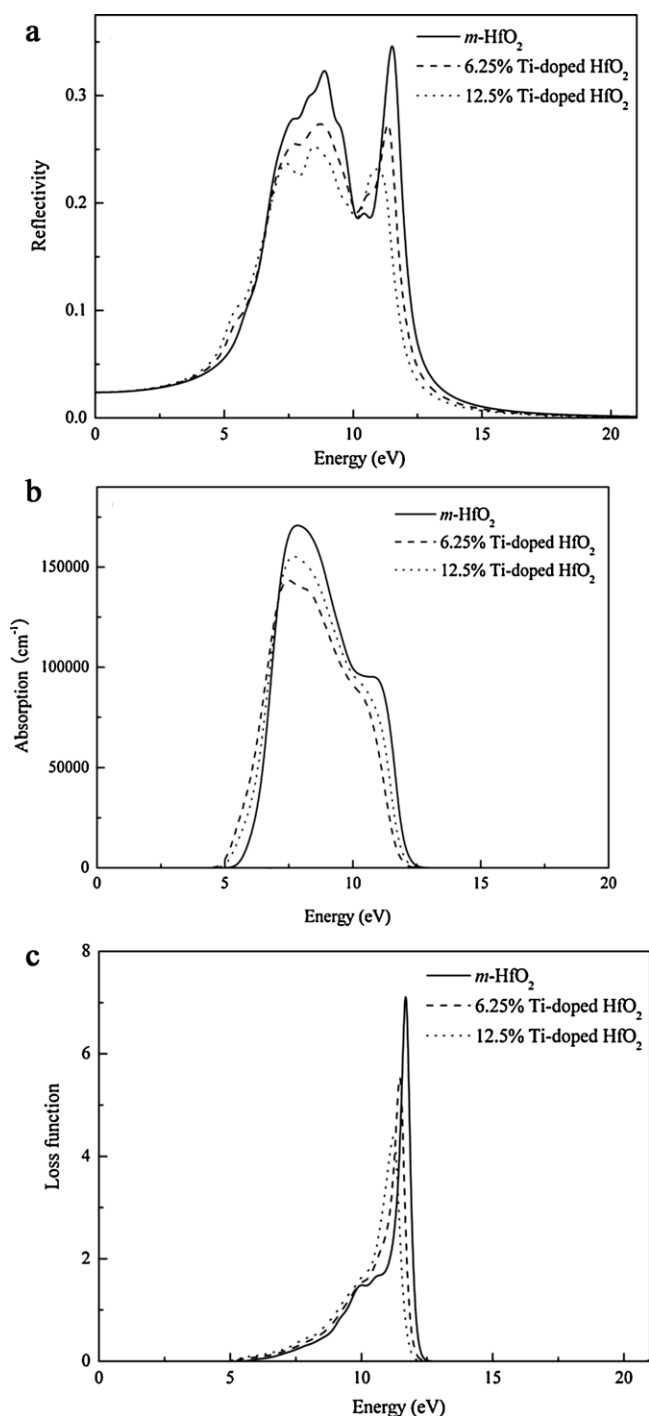 a
m-HfO₂
6.25% Ti-doped HfO₂
12.5% Ti-doped HfO₂
Reflectivity
0.3
0.2
0.1
0.0
0 5 10 15 20
Energy (eV)
b
m-HfO₂
6.25% Ti-doped HfO₂
12.5% Ti-doped HfO₂
Absorption (cm⁻¹)
150000
100000
50000
0
0 5 10 15 20
Energy (eV)
c
m-HfO₂
6.25% Ti-doped HfO₂
12.5% Ti-doped HfO₂
Loss function
8
6
4
2
0
0 5 10 15 20
Energy (eV)